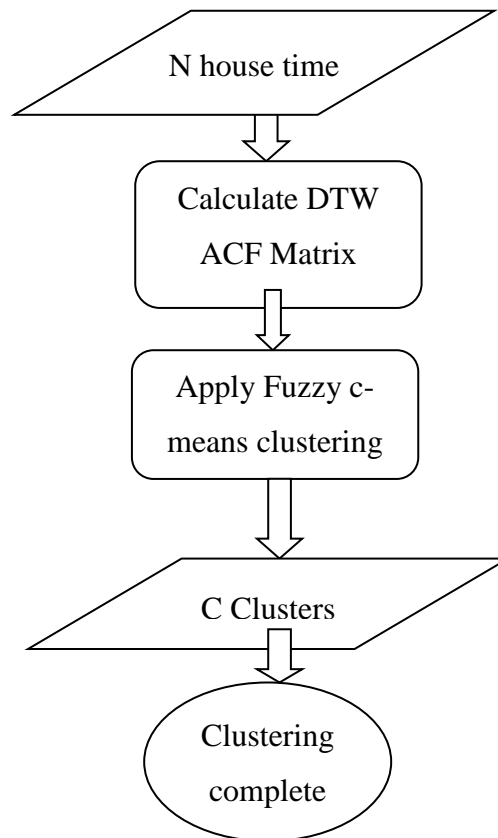 N house time
Calculate DTW
ACF Matrix
Apply Fuzzy c-
means clustering
C Clusters
Clustering
complete